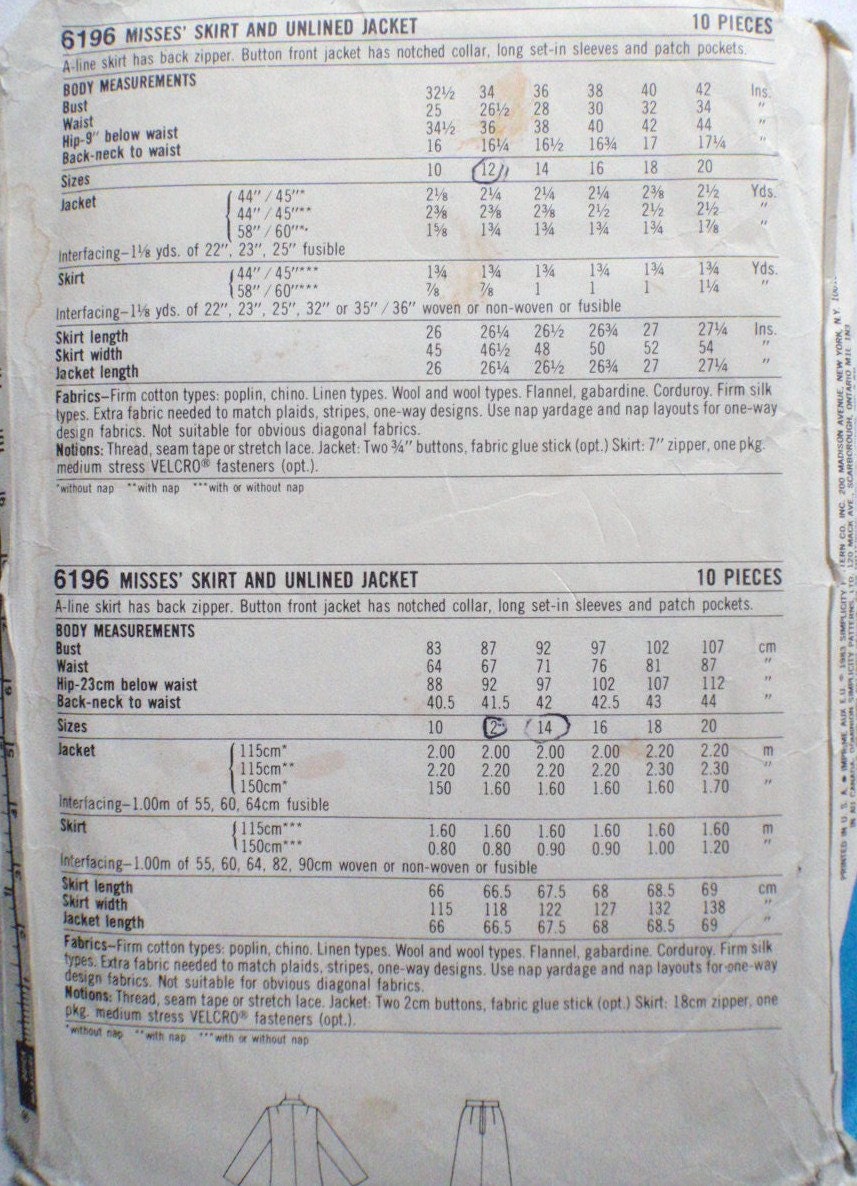 6196 MISSES' SKIRT AND UNLINED JACKET 10 PIECES
A-line skirt has back zipper. Button front jacket has notched collar, long set-in sleeves and patch pockets.
BODY MEASUREMENTS
Bust 32½ 34 36 38 40 42 Ins.
Waist 25 26½ 28 30 32 34 "
Hip-9" below waist 34½ 36 38 40 42 44 "
Back-neck to waist 16 16¼ 16½ 16¾ 17 17¼ "
Sizes 10 12 14 16 18 20
Jacket 44"/45"* 2⅛ 2¼ 2¼ 2¼ 2⅜ 2½ Yds.
44"/45"** 2⅜ 2⅜ 2⅜ 2½ 2½ 2½ "
58"/60"** 1⅝ 1¾ 1¾ 1¾ 1¾ 1⅞ "
Interfacing-1⅛ yds. of 22", 23", 25" fusible
Skirt 44"/45"*** 1¾ 1¾ 1¾ 1¾ 1¾ 1¾ Yds.
58"/60"*** ⅞ ⅞ 1 1 1 1¼ "
Interfacing-1⅛ yds. of 22", 23", 25", 32" or 35"/36" woven or non-woven or fusible
Skirt length 26 26¼ 26½ 26¾ 27 27¼ Ins.
Skirt width 45 46½ 48 50 52 54 "
Jacket length 26 26¼ 26½ 26¾ 27 27¼ "
Fabrics-Firm cotton types: poplin, chino. Linen types. Wool and wool types. Flannel, gabardine. Corduroy. Firm silk
types. Extra fabric needed to match plaids, stripes, one-way designs. Use nap yardage and nap layouts for one-way
design fabrics. Not suitable for obvious diagonal fabrics.
Notions: Thread, seam tape or stretch lace. Jacket: Two ¾" buttons, fabric glue stick (opt.) Skirt: 7" zipper, one pkg.
medium stress VELCRO® fasteners (opt.).
*without nap **with nap ***with or without nap
6196 MISSES' SKIRT AND UNLINED JACKET 10 PIECES
A-line skirt has back zipper. Button front jacket has notched collar, long set-in sleeves and patch pockets.
BODY MEASUREMENTS
Bust 83 87 92 97 102 107 cm
Waist 64 67 71 76 81 87 "
Hip-23cm below waist 88 92 97 102 107 112 "
Back-neck to waist 40.5 41.5 42 42.5 43 44 "
Sizes 10 12 14 16 18 20
Jacket 115cm* 2.00 2.00 2.00 2.00 2.20 2.20 m
115cm** 2.20 2.20 2.20 2.20 2.30 2.30 "
150cm* 150 1.60 1.60 1.60 1.60 1.70 "
Interfacing-1.00m of 55, 60, 64cm fusible
Skirt 115cm*** 1.60 1.60 1.60 1.60 1.60 1.60 m
150cm*** 0.80 0.80 0.90 0.90 1.00 1.20 "
Interfacing-1.00m of 55, 60, 64, 82, 90cm woven or non-woven or fusible
Skirt length 66 66.5 67.5 68 68.5 69 cm
Skirt width 115 118 122 127 132 138 "
Jacket length 66 66.5 67.5 68 68.5 69 "
Fabrics-Firm cotton types: poplin, chino. Linen types. Wool and wool types. Flannel, gabardine. Corduroy. Firm silk
types. Extra fabric needed to match plaids, stripes, one-way designs. Use nap yardage and nap layouts for one-way
design fabrics. Not suitable for obvious diagonal fabrics.
Notions: Thread, seam tape or stretch lace. Jacket: Two 2cm buttons, fabric glue stick (opt.) Skirt: 18cm zipper, one
pkg. medium stress VELCRO® fasteners (opt.).
*without nap **with nap ***with or without nap
PRINTED IN U.S.A. 1983 SIMPLICITY CO. INC. 200 MADISON AVENUE, NEW YORK, N.Y.
IN CANADA, DOMINION SIMPLICITY PATTERNS, LTD. 120 MACK AVE., SCARBOROUGH, ONTARIO